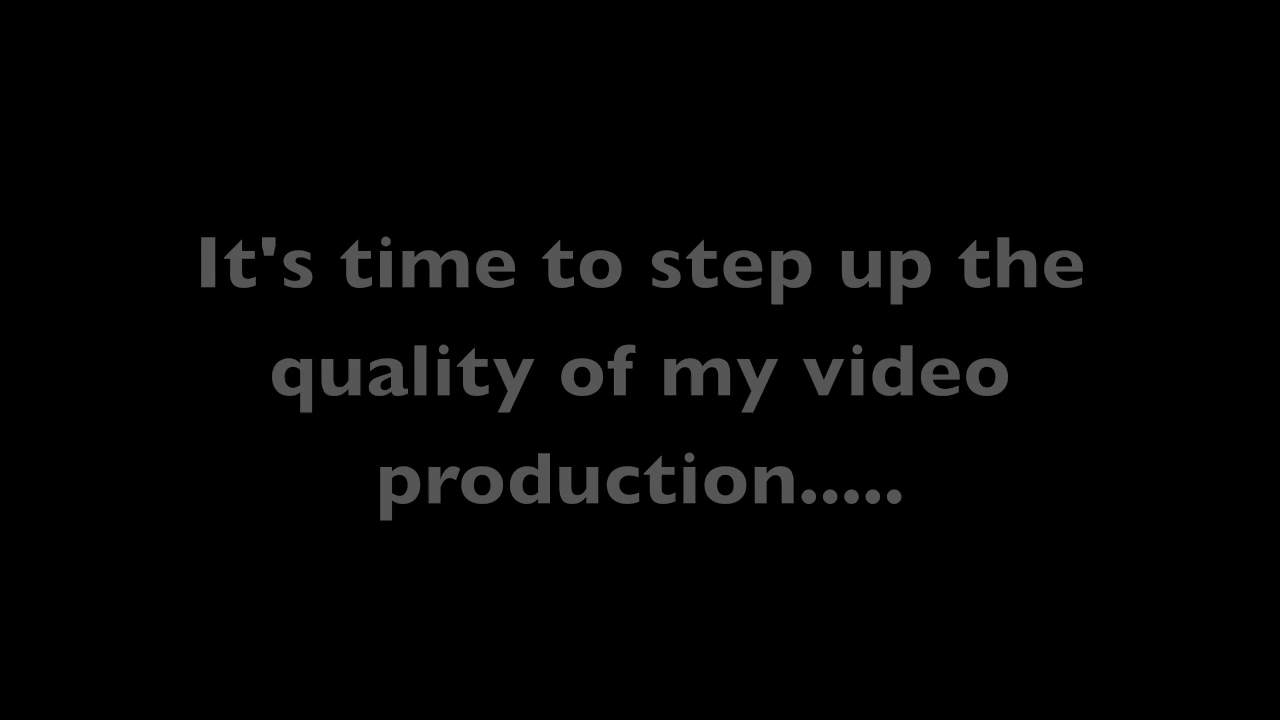 It's time to step up the
quality of my video
production.....